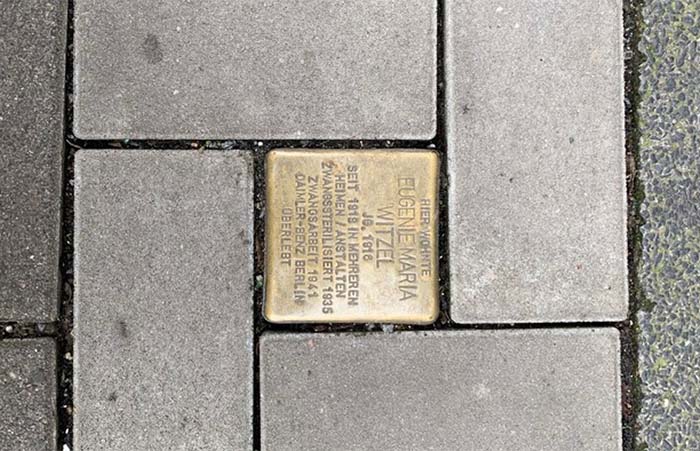 HIER WOHNTE
EUGENIE MARIA
WITZEL
JG. 1916
SEIT 1919 IN MEHREREN
HEIMEN / ANSTALTEN
ZWANGSSTERILISIERT 1935
ZWANGSARBEIT 1941
DAIMLER-BENZ BERLIN
ÜBERLEBT